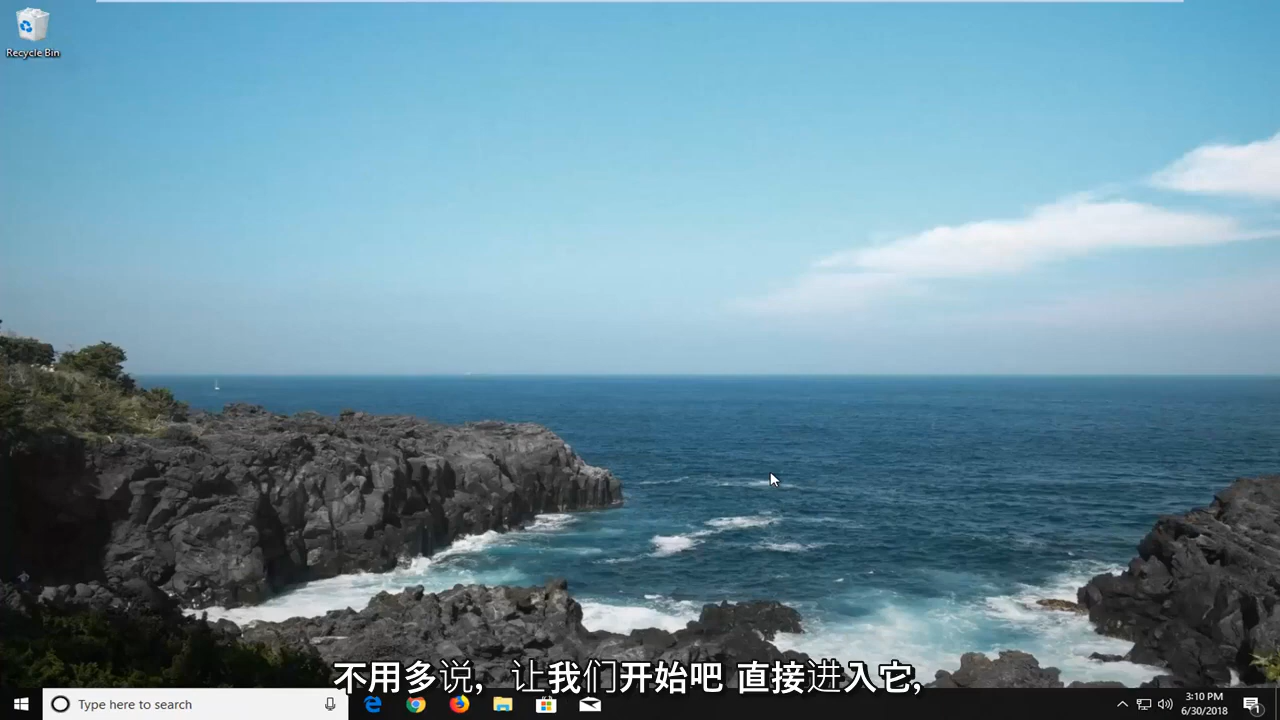 Recycle Bin
不用多说，让我们开始吧 直接进入它,
Type here to search
3:10 PM
6/30/2018
1